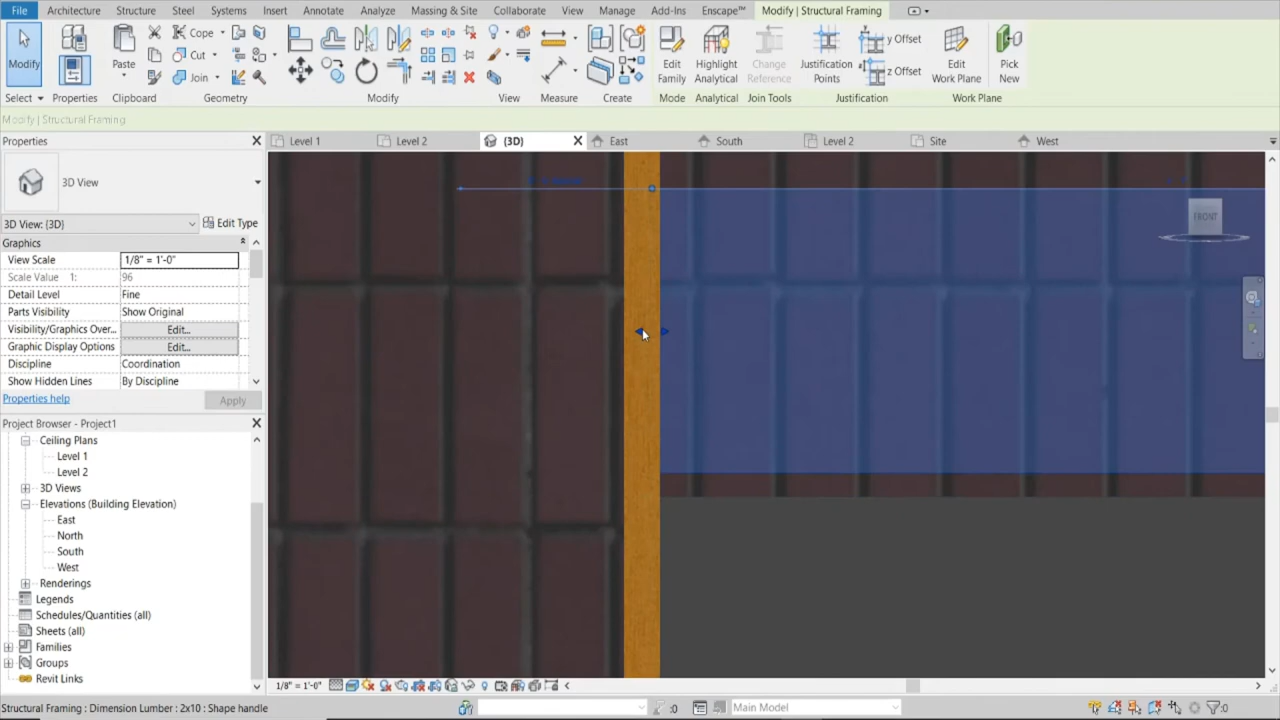 File Architecture Structure Steel Systems Insert Annotate Analyze Massing & Site Collaborate View Manage Add-Ins Enscape™ Modify | Structural Framing
Cope
Cut
Join
Y Offset
Z Offset
Modify
Properties
Paste
Edit Family
Highlight Analytical
Change Reference
Justification Points
Edit Work Plane
Pick New
Select Properties Clipboard Geometry Modify View Measure Create Mode Analytical Join Tools Justification Work Plane
Modify | Structural Framing
Properties
Level 1 Level 2 {3D} East South Level 2 Site West
3D View
3D View: {3D} Edit Type
Graphics
View Scale 1/8" = 1'-0"
Scale Value 1: 96
Detail Level Fine
Parts Visibility Show Original
Visibility/Graphics Over... Edit...
Graphic Display Options Edit...
Discipline Coordination
Show Hidden Lines By Discipline
Properties help Apply
Project Browser - Project1
Ceiling Plans
Level 1
Level 2
3D Views
Elevations (Building Elevation)
East
North
South
West
Renderings
Legends
Schedules/Quantities (all)
Sheets (all)
Families
Groups
Revit Links
FRONT
1/8" = 1'-0"
Structural Framing : Dimension Lumber : 2x10 : Shape handle :0 Main Model :0